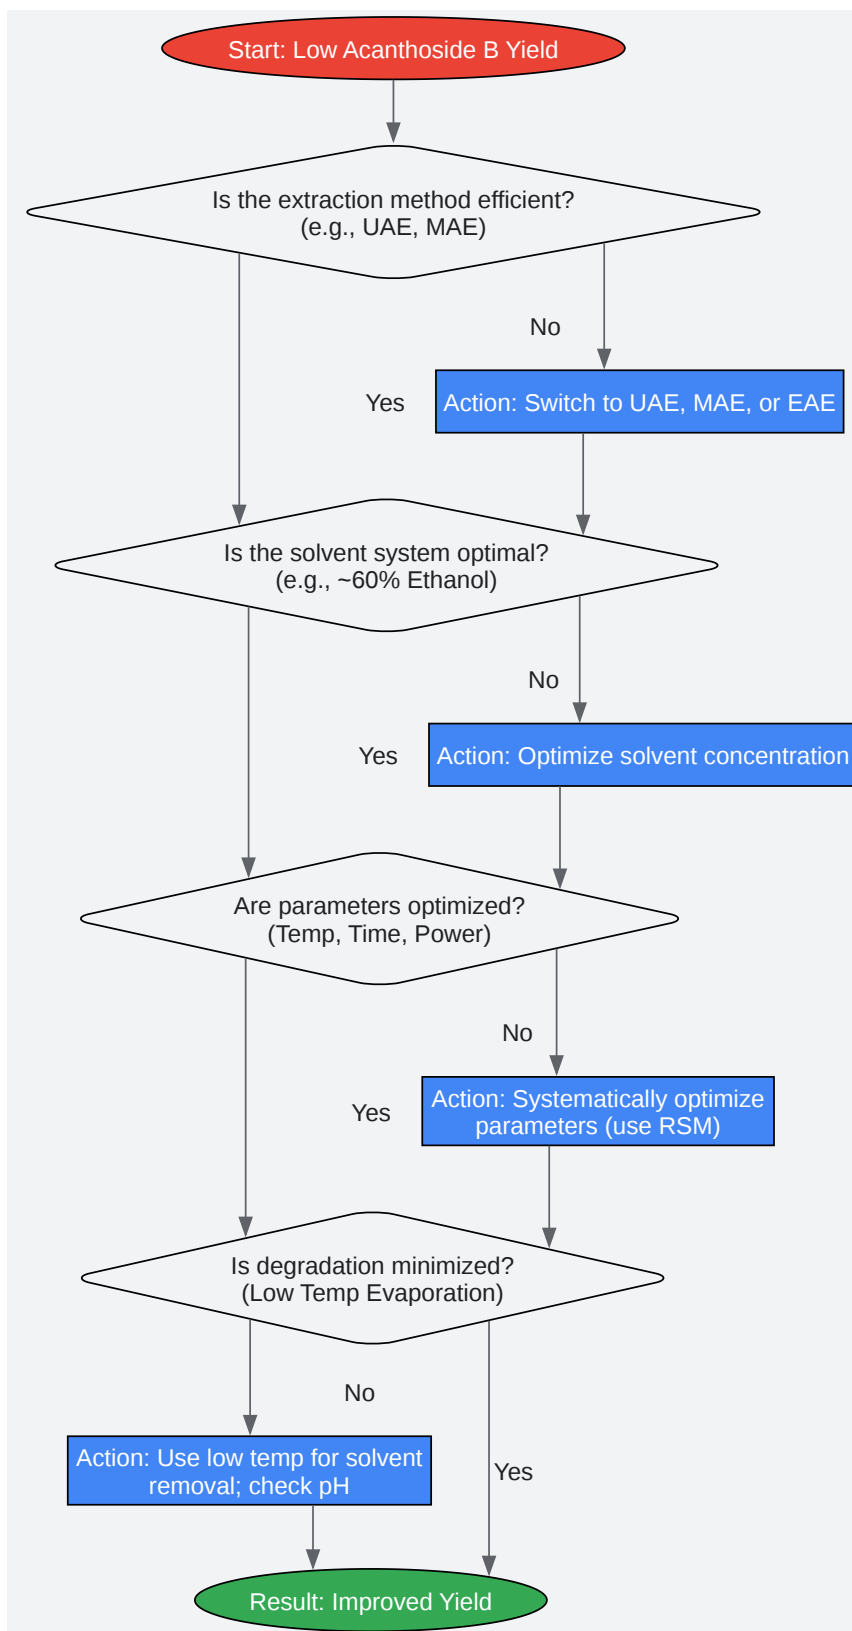 Start: Low Acanthoside B Yield
Is the extraction method efficient?
(e.g., UAE, MAE)
No
Yes
Action: Switch to UAE, MAE, or EAE
Is the solvent system optimal?
(e.g., ~60% Ethanol)
No
Yes
Action: Optimize solvent concentration
Are parameters optimized?
(Temp, Time, Power)
No
Yes
Action: Systematically optimize
parameters (use RSM)
Is degradation minimized?
(Low Temp Evaporation)
No
Action: Use low temp for solvent
removal; check pH
Yes
Result: Improved Yield